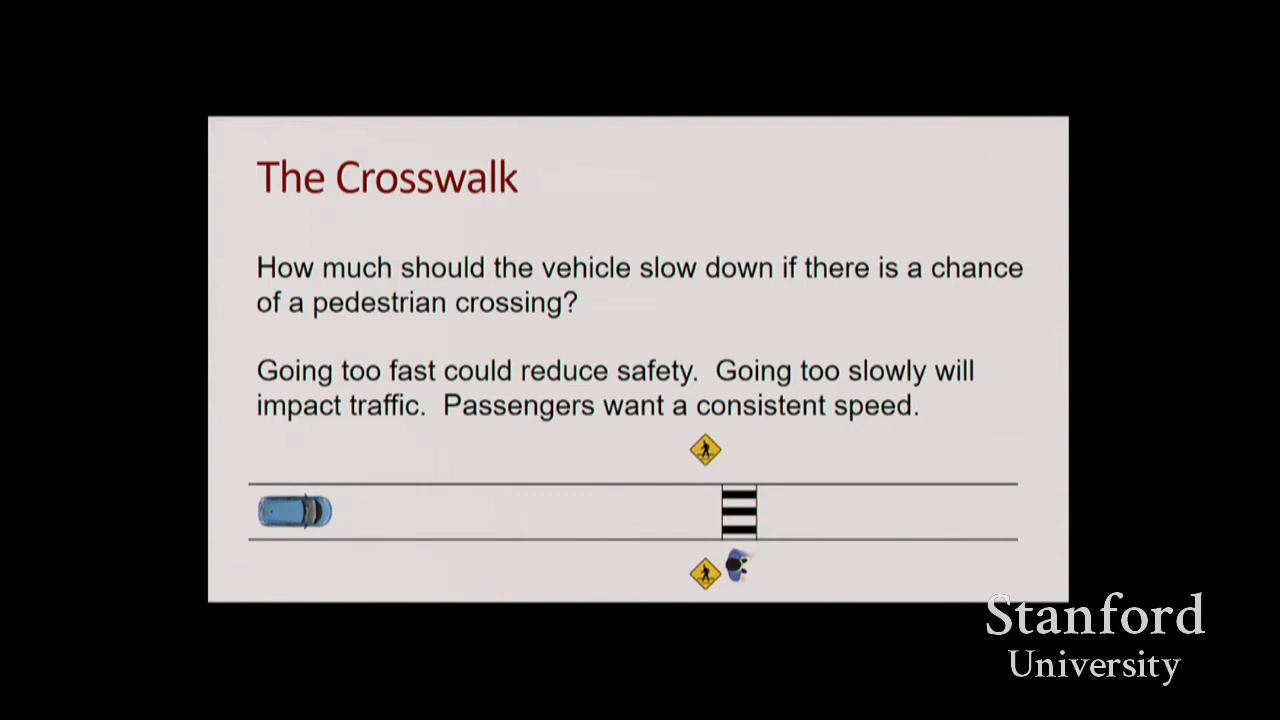 The Crosswalk
How much should the vehicle slow down if there is a chance
of a pedestrian crossing?
Going too fast could reduce safety.  Going too slowly will
impact traffic.  Passengers want a consistent speed.
Stanford
University